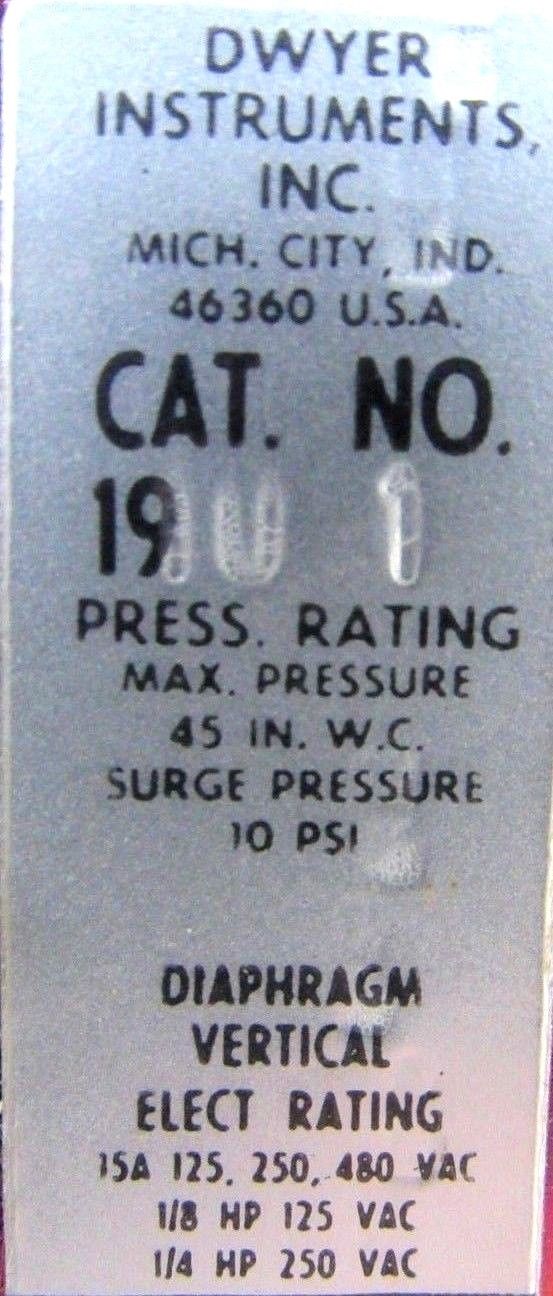 DWYER
INSTRUMENTS,
INC.
MICH. CITY, IND.
46360 U.S.A.
CAT. NO.
1910 1
PRESS. RATING
MAX. PRESSURE
45 IN. W.C.
SURGE PRESSURE
10 PSI
DIAPHRAGM
VERTICAL
ELECT RATING
15A 125, 250, 480 VAC
1/8 HP 125 VAC
1/4 HP 250 VAC